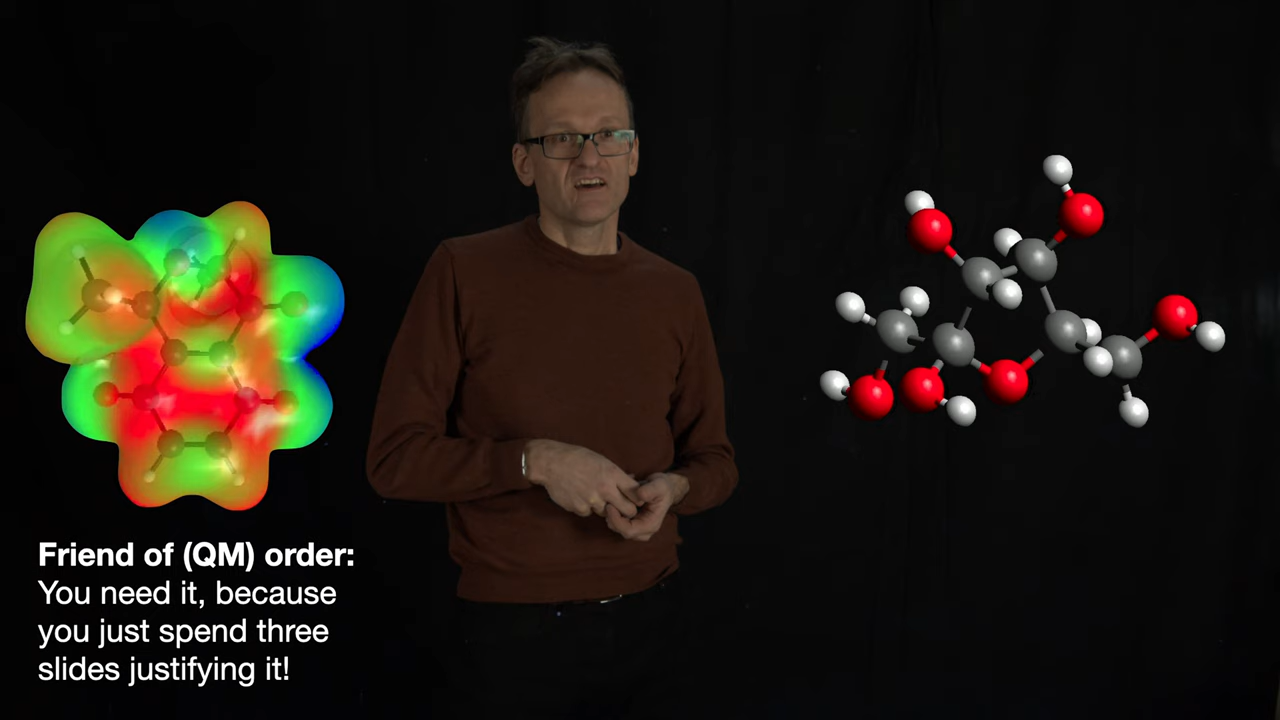 Friend of (QM) order:
You need it, because
you just spend three
slides justifying it!